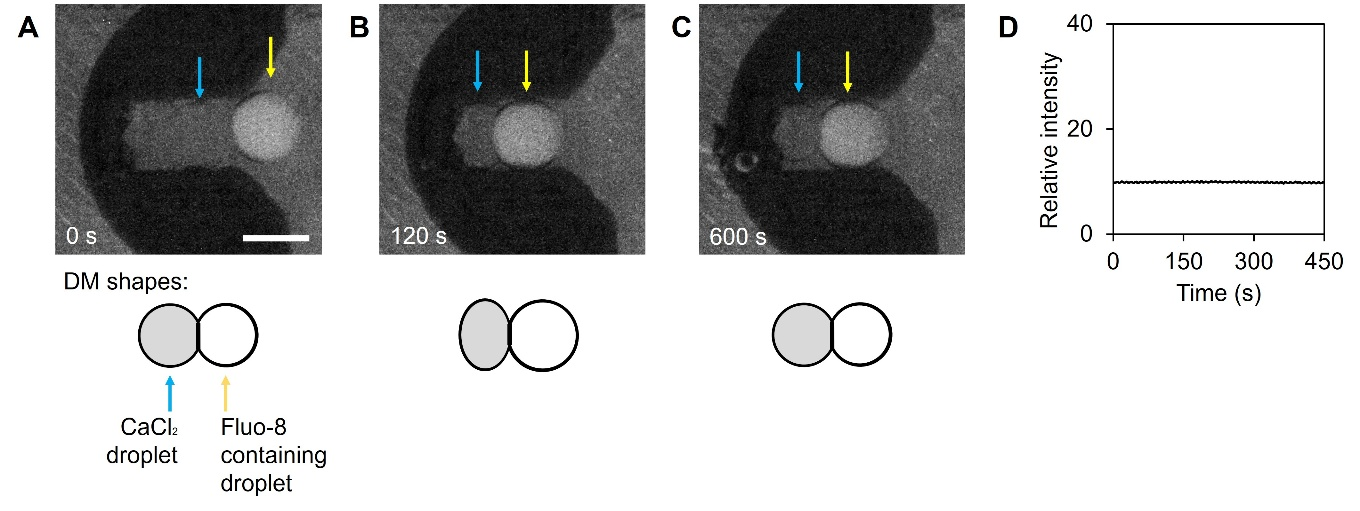 A
B
C
D
0 s
120 s
600 s
40
20
0
Relative intensity
0 150 300 450
Time (s)
DM shapes:
CaCl₂
droplet
Fluo-8
containing
droplet